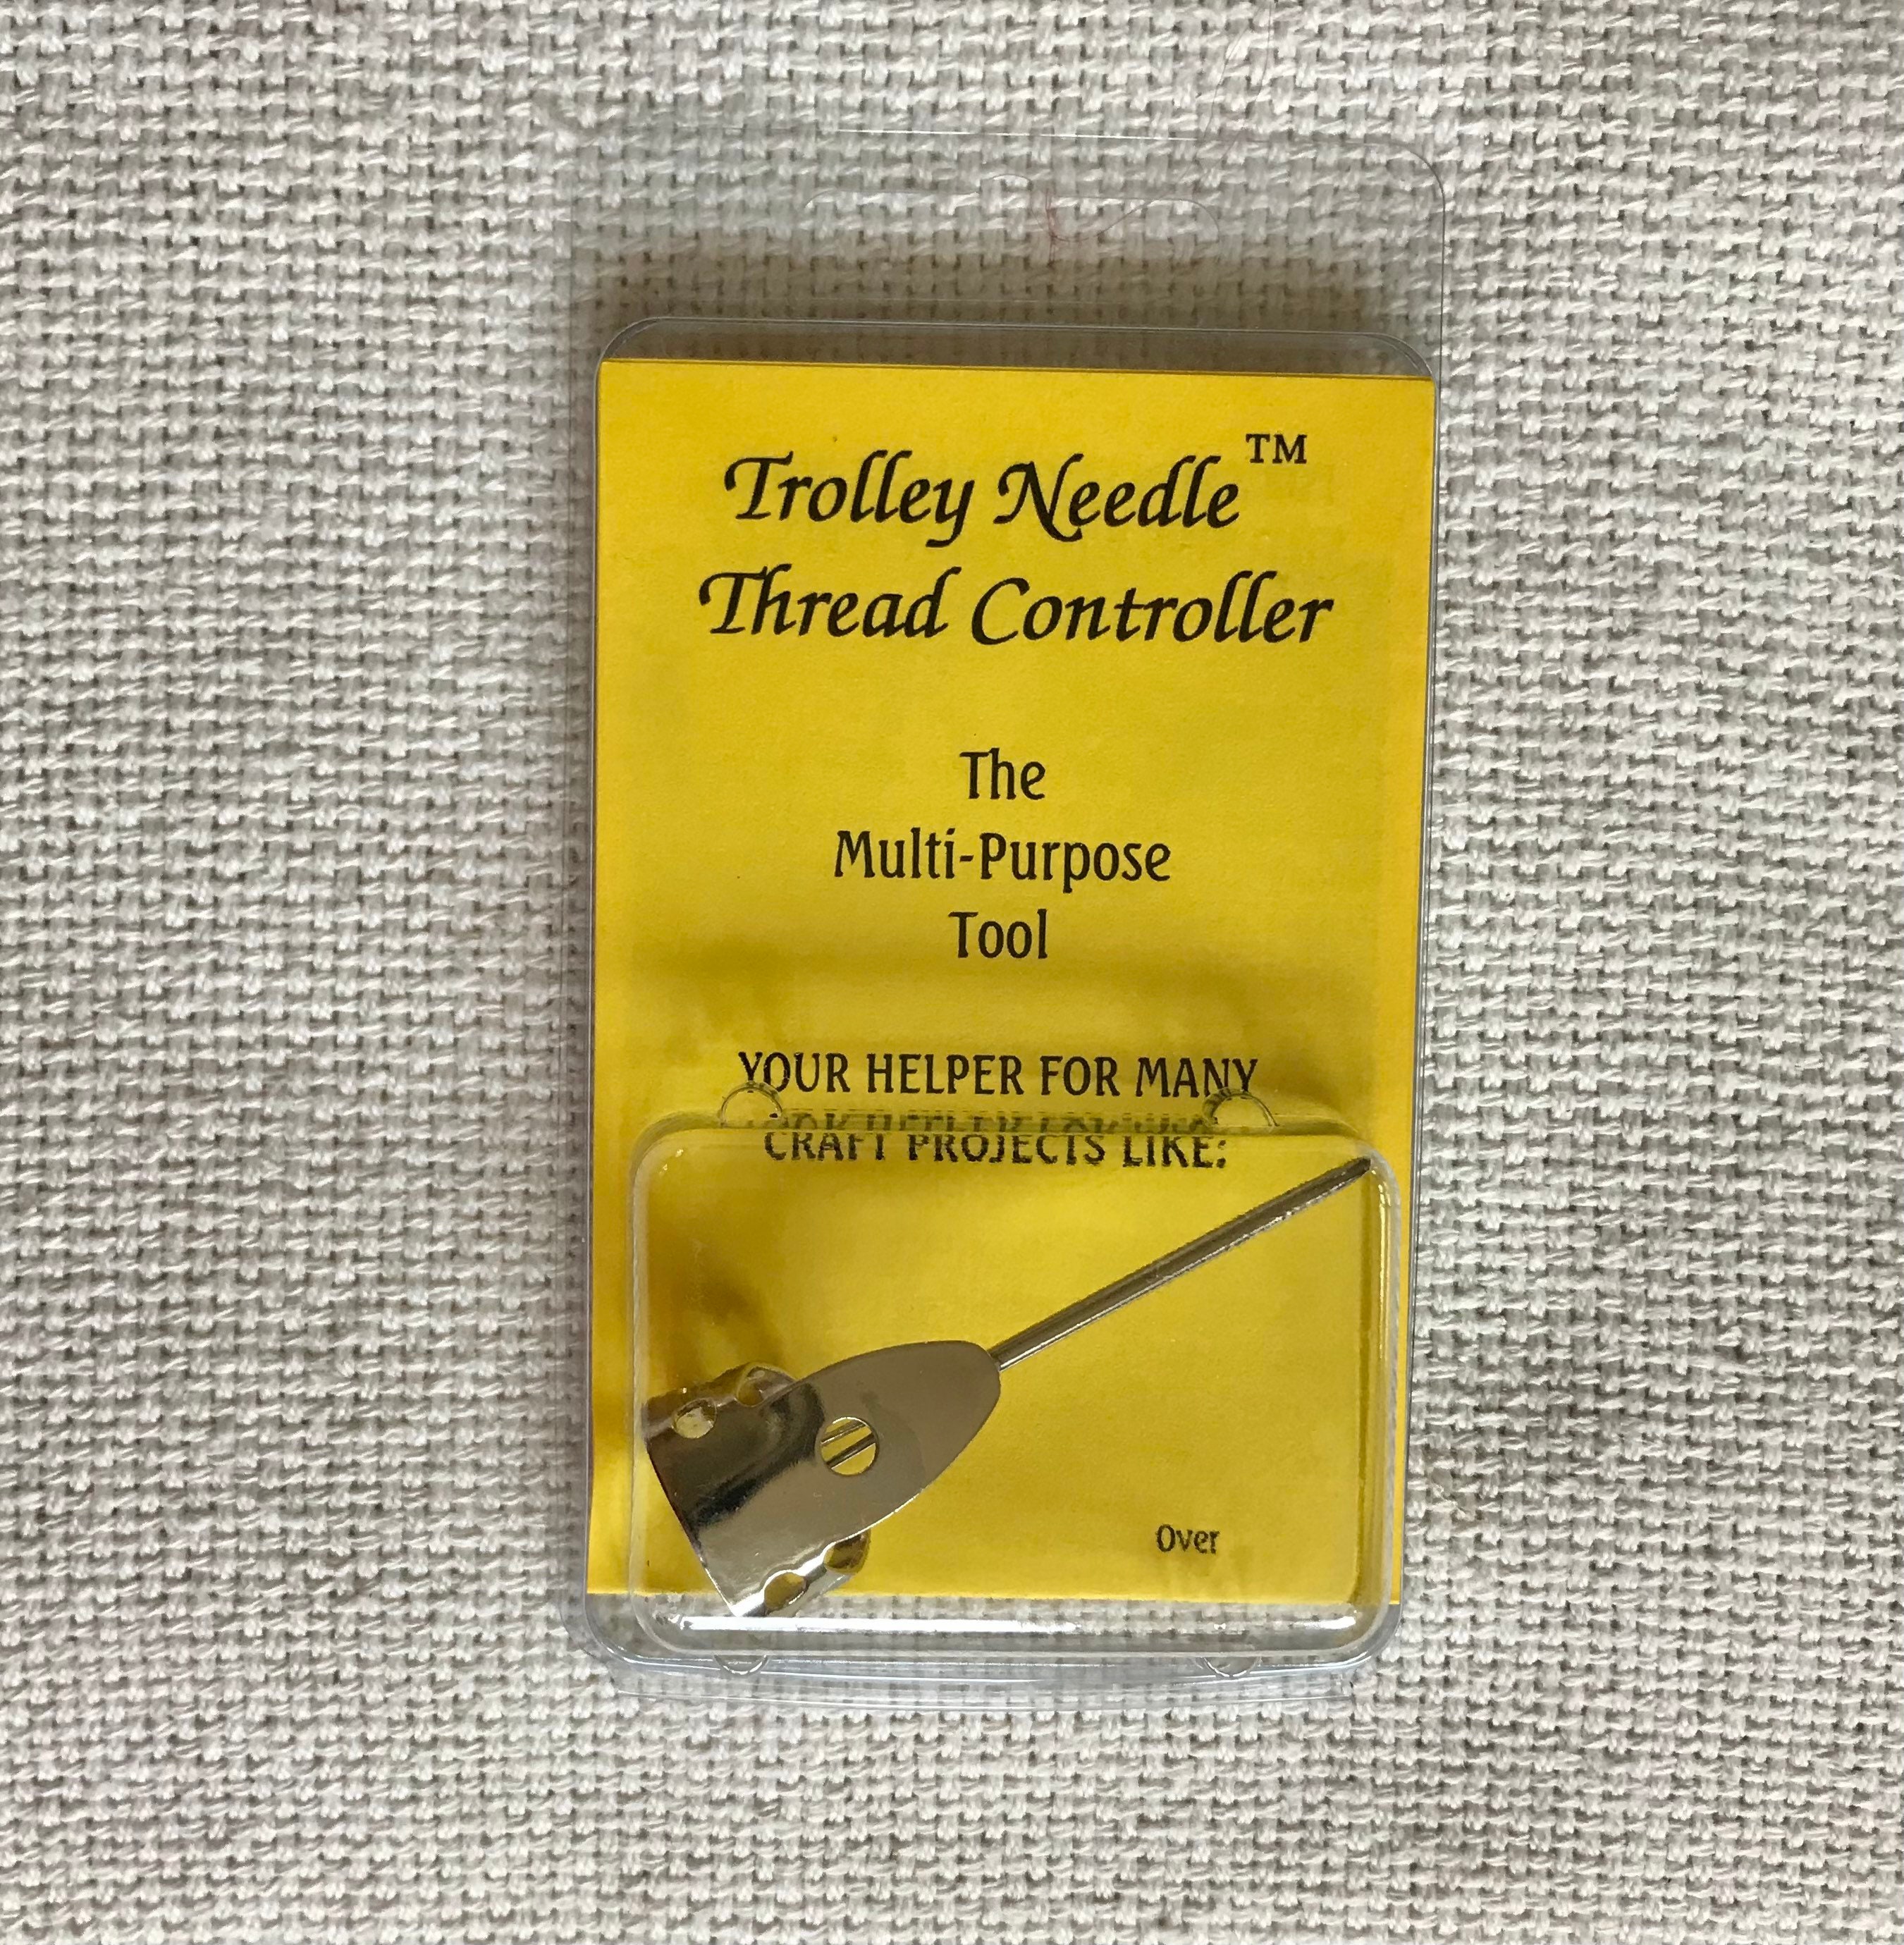 Trolley Needle™
Thread Controller
The
Multi-Purpose
Tool
YOUR HELPER FOR MANY
CRAFT PROJECTS LIKE:
Over